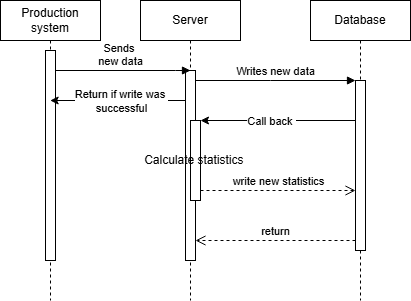 Production
system
Server
Database
Sends
new data
Writes new data
Return if write was
successful
Call back
Calculate statistics
write new statistics
return